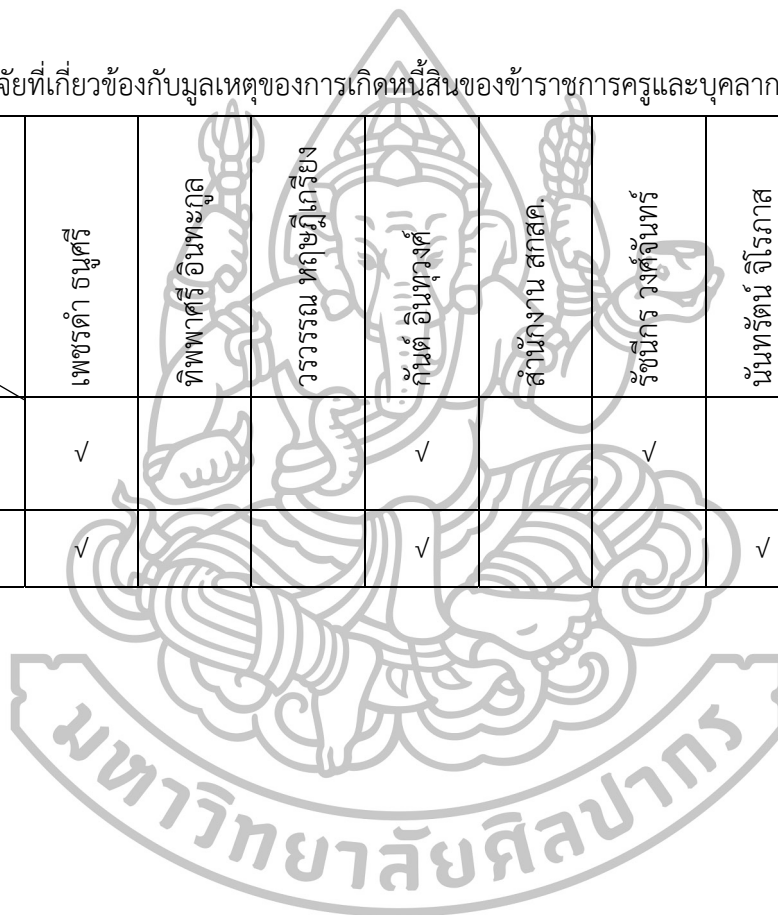 จัยที่เกี่ยวข้องกับมูลเหตุของการเกิดหนี้สินของข้าราชการครูและบุคลาก
เพชรดำ ธนูศรี
ทิพพาศรี อินทะกูล
วรวรรณ หฤษฎีเกรียง
กันต์ อินทุวงศ์
สำนักงาน สกสค.
รัชนีกร วงศ์จันทร์
นันทรัตน์ จิโรภาส
√ √ √
√ √ √
มหาวิทยาลัยศิลปากร